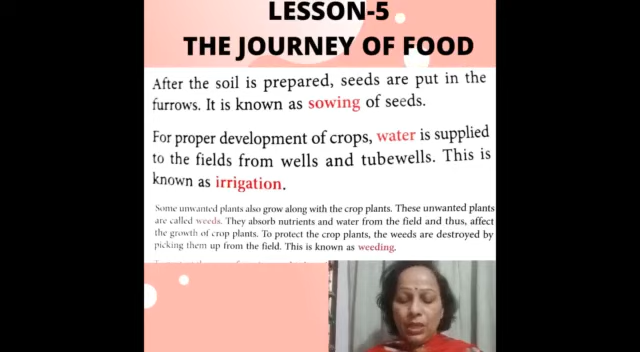 LESSON-5
THE JOURNEY OF FOOD
After the soil is prepared, seeds are put in the
furrows. It is known as sowing of seeds.
For proper development of crops, water is supplied
to the fields from wells and tubewells. This is
known as irrigation.
Some unwanted plants also grow along with the crop plants. These unwanted plants
are called weeds. They absorb nutrients and water from the field and thus, affect
the growth of crop plants. To protect the crop plants, the weeds are destroyed by
picking them up from the field. This is known as weeding.